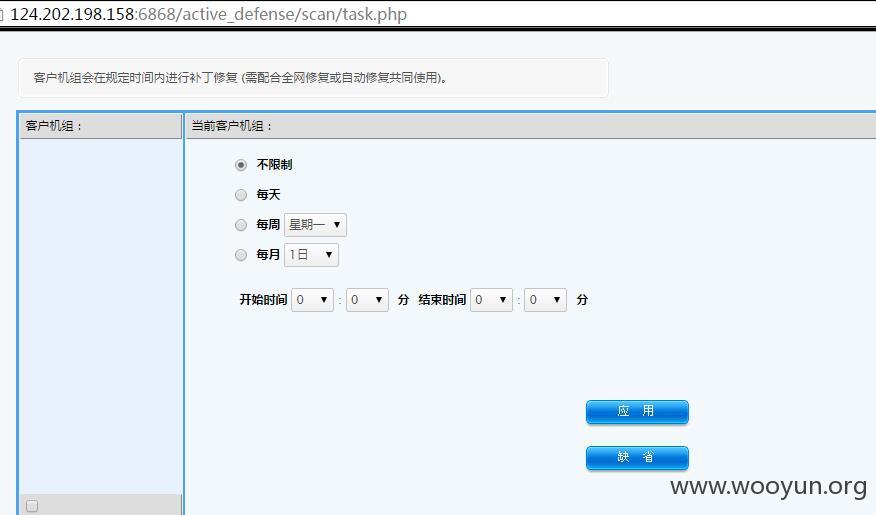 124.202.198.158:6868/active_defense/scan/task.php
客户机组会在规定时间内进行补丁修复 (需配合全网修复或自动修复共同使用)。
客户机组：
当前客户机组：
不限制
每天
每周 星期一
每月 1日
开始时间 0 : 0 分 结束时间 0 : 0 分
应 用
缺 省
www.wooyun.org